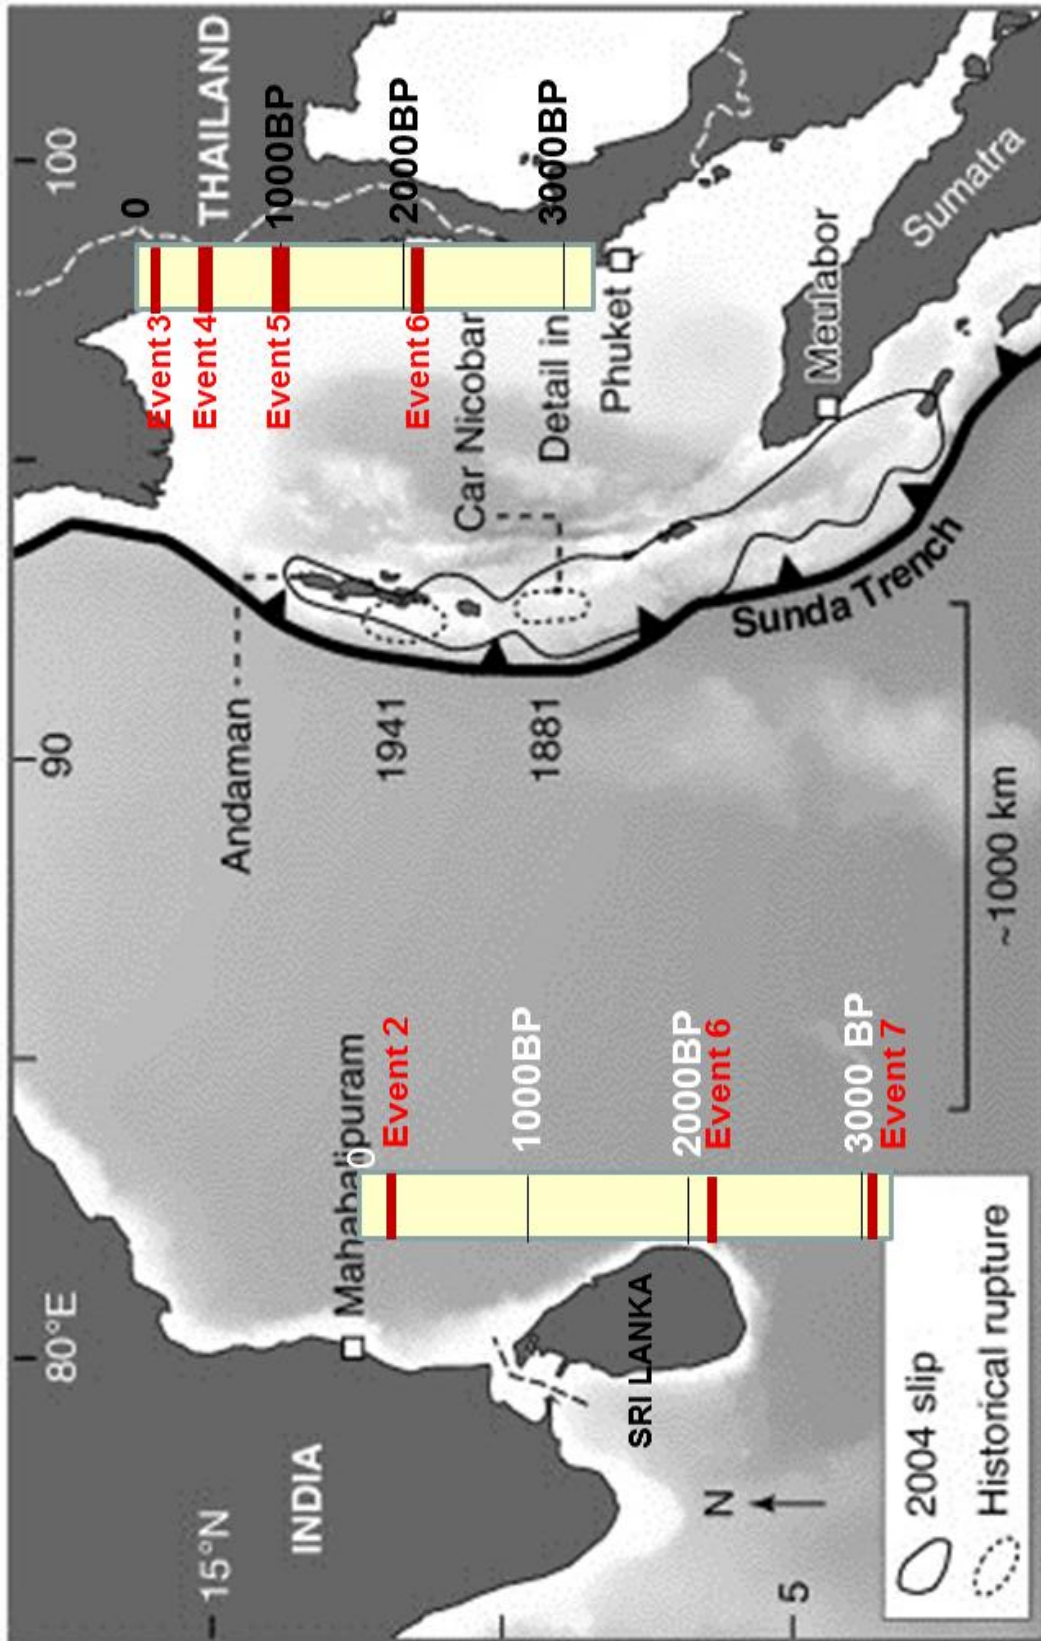 80°E
90
100
15°N
5
INDIA
THAILAND
SRI LANKA
Sumatra
Mahabalipuram
0
Event 2
1000BP
2000BP
Event 6
3000 BP
Event 7
Andaman
1941
1881
0
Event 3
Event 4
Event 5
1000BP
2000BP
Event 6
3000BP
Car Nicobar
Detail in
Phuket
Meulabor
Sunda Trench
~1000 km
N
2004 slip
Historical rupture